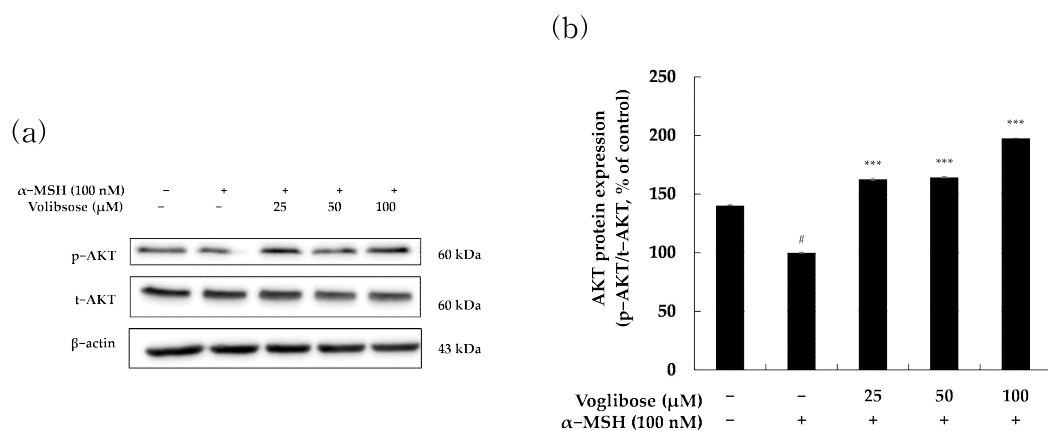 (a)
α-MSH (100 nM) – + + + +
Volibsose (μM) – – 25 50 100
p-AKT 60 kDa
t-AKT 60 kDa
β-actin 43 kDa
(b)
AKT protein expression
(p-AKT/t-AKT, % of control)
250
200
150
100
50
0
#
***
***
***
Voglibose (μM) – – 25 50 100
α-MSH (100 nM) – + + + +